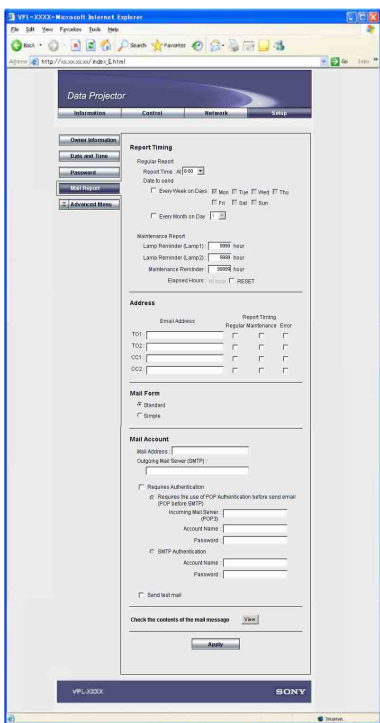 VPL-XXXX-Microsoft Internet Explorer
File Edit View Favorites Tools Help
Back Search Favorites
Address http://xx.xx.xx.xx/index_E.html Go Links
Data Projector
Information Control Network Setup
Owner Information
Date and Time
Password
Mail Report
Advanced Menu
Report Timing
Regular Report
Report Time : At 0:00
Date to send
Every Week on Days Mon Tue Wed Thu
Fri Sat Sun
Every Month on Day 1
Maintenance Report
Lamp Reminder (Lamp1) : 9999 hour
Lamp Reminder (Lamp2) : 9999 hour
Maintenance Reminder : 99999 hour
Elapsed Hours: 10 hour RESET
Address
Email Address Report Timing
Regular Maintenance Error
TO1 :
TO2 :
CC1 :
CC2 :
Mail Form
Standard
Simple
Mail Account
Mail Address :
Outgoing Mail Server (SMTP) :
Requires Authentication
Requires the use of POP Authentication before send email
(POP before SMTP)
Incoming Mail Server :
(POP3)
Account Name :
Password :
SMTP Authentication
Account Name :
Password :
Send test mail
Check the contents of the mail message View
Apply
VPL-XXXX SONY
Internet